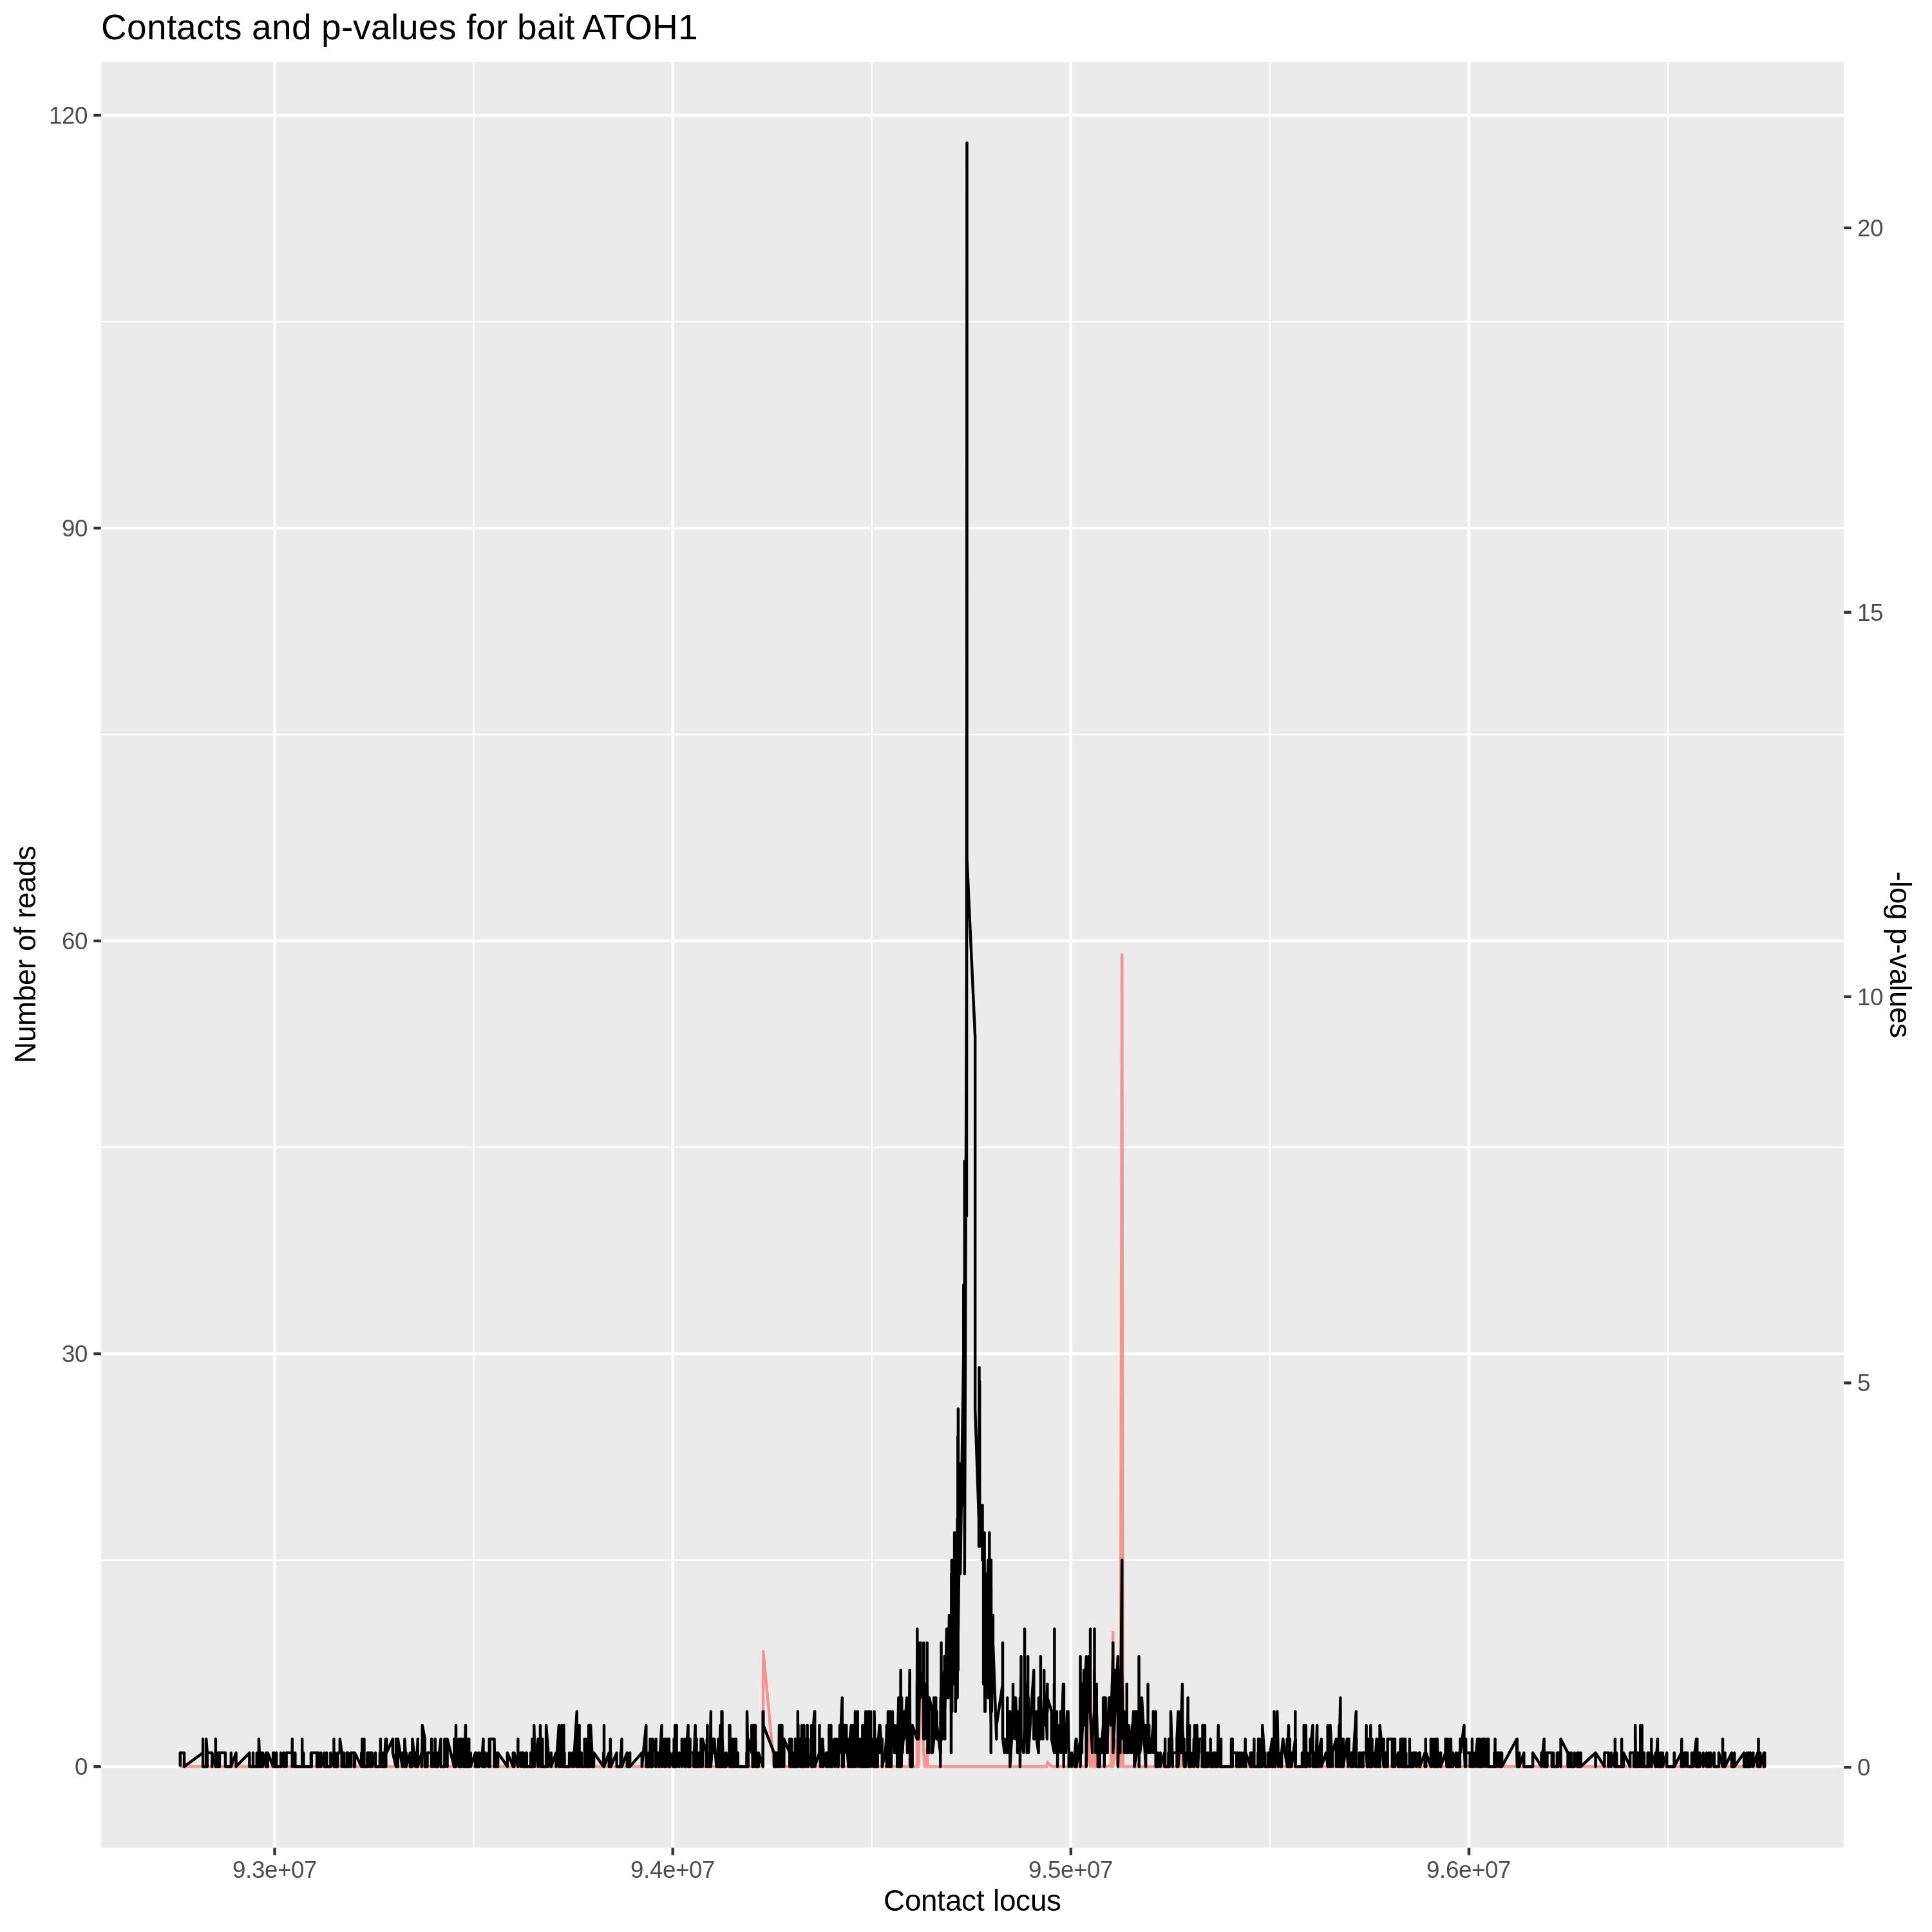 Contacts and p-values for bait ATOH1
120
90
60
30
0
Number of reads
20
15
10
5
0
-log p-values
9.3e+07
9.4e+07
9.5e+07
9.6e+07
Contact locus